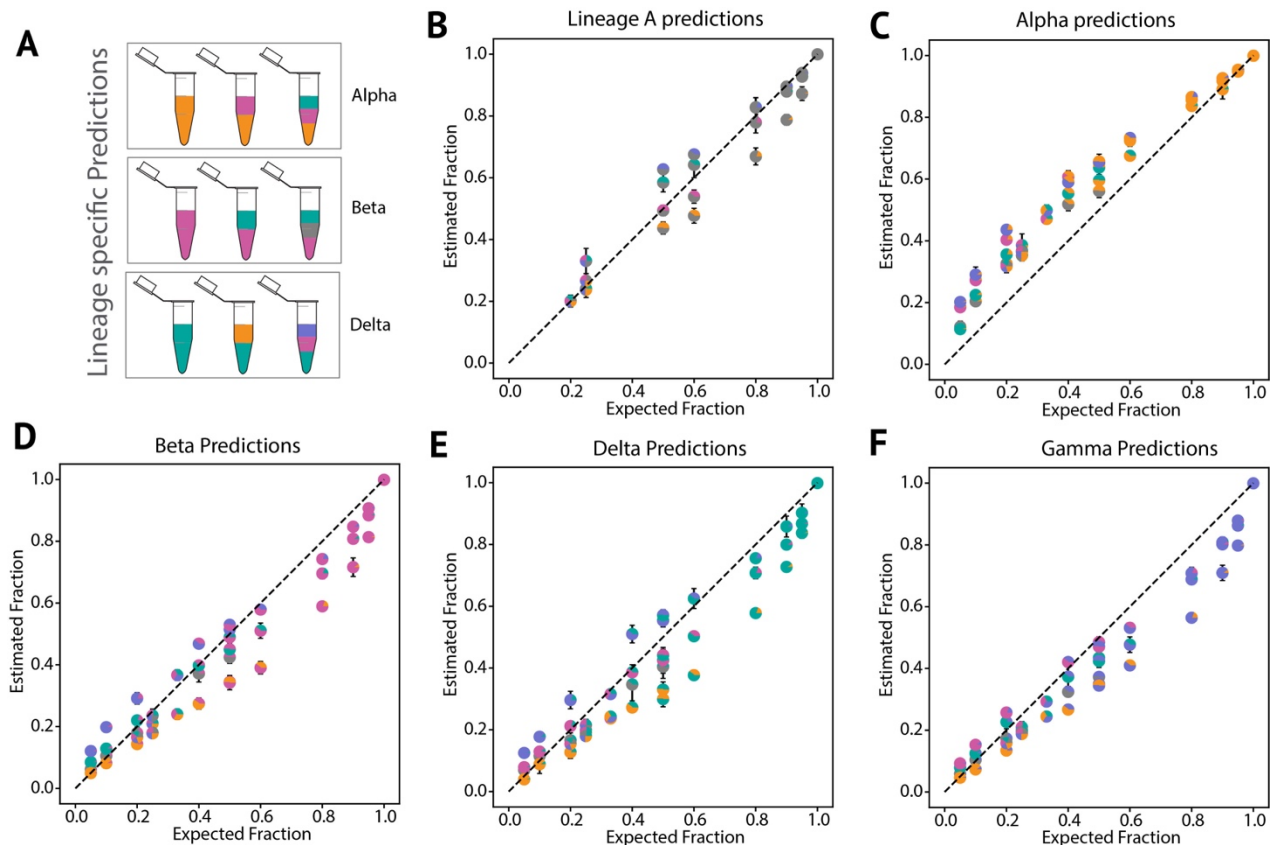 A
Lineage specific Predictions
Alpha
Beta
Delta
B
Lineage A predictions
Estimated Fraction
1.0
0.8
0.6
0.4
0.2
0.0
0.0 0.2 0.4 0.6 0.8 1.0
Expected Fraction
C
Alpha predictions
Estimated Fraction
1.0
0.8
0.6
0.4
0.2
0.0
0.0 0.2 0.4 0.6 0.8 1.0
Expected Fraction
D
Beta Predictions
Estimated Fraction
1.0
0.8
0.6
0.4
0.2
0.0
0.0 0.2 0.4 0.6 0.8 1.0
Expected Fraction
E
Delta Predictions
Estimated Fraction
1.0
0.8
0.6
0.4
0.2
0.0
0.0 0.2 0.4 0.6 0.8 1.0
Expected Fraction
F
Gamma Predictions
Estimated Fraction
1.0
0.8
0.6
0.4
0.2
0.0
0.0 0.2 0.4 0.6 0.8 1.0
Expected Fraction